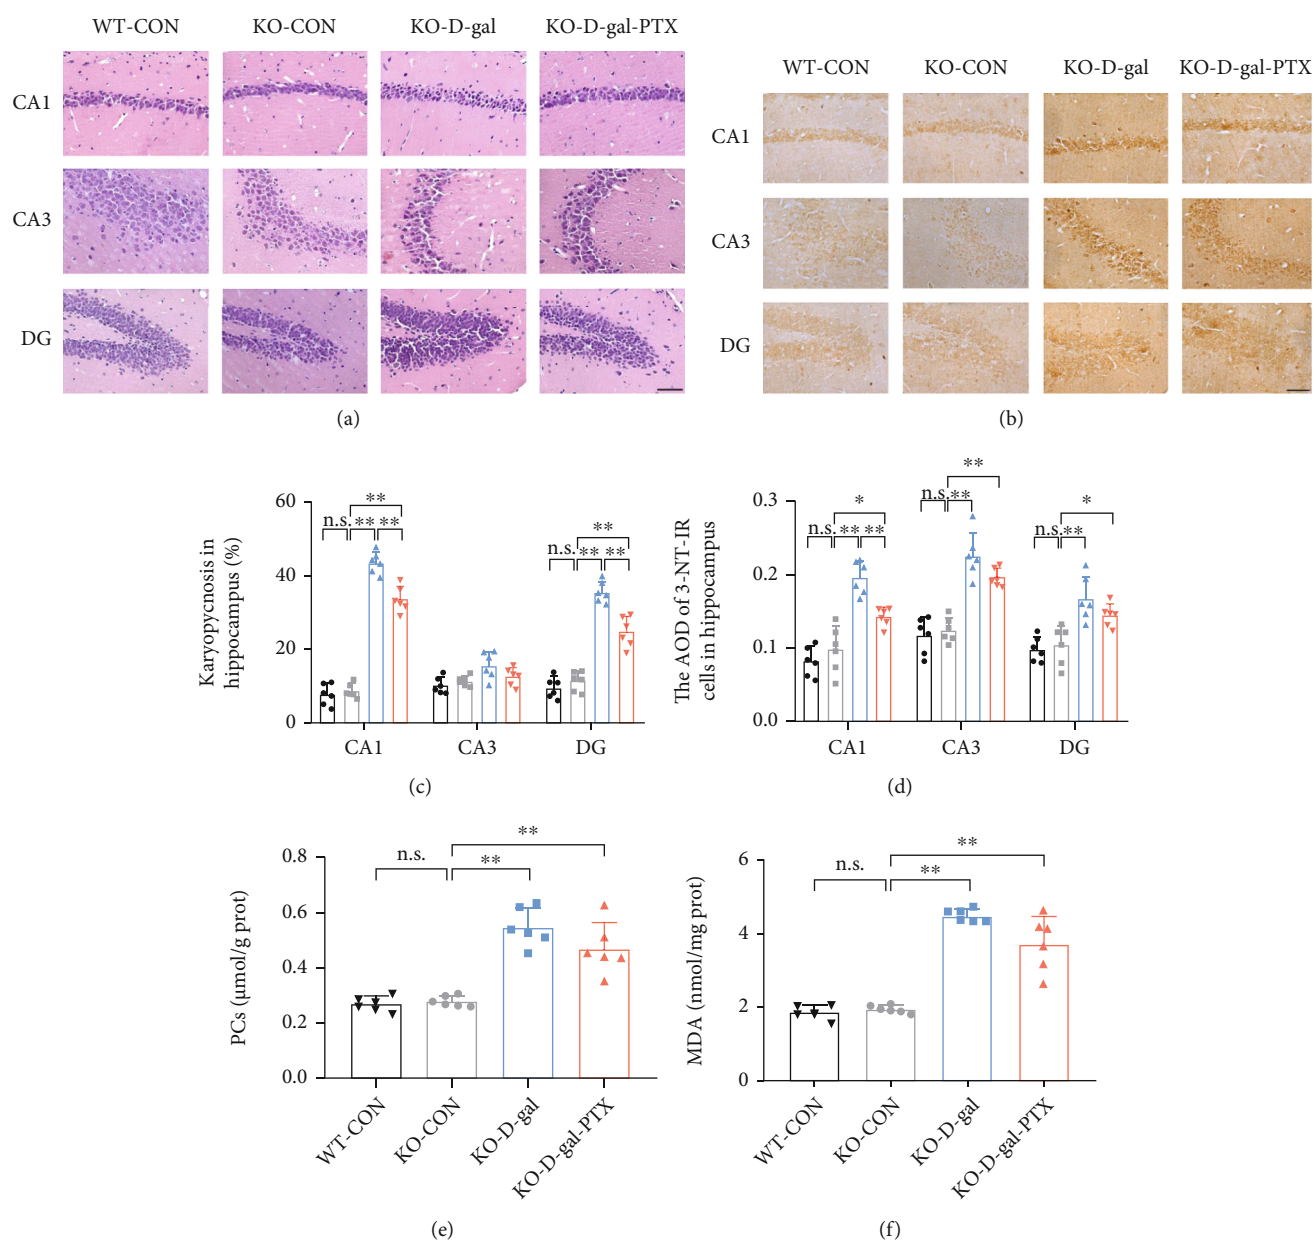 WT-CON KO-CON KO-D-gal KO-D-gal-PTX
CA1
CA3
DG
(a)
WT-CON KO-CON KO-D-gal KO-D-gal-PTX
CA1
CA3
DG
(b)
Karyopycnosis in
hippocampus (%)
60
40
20
0
n.s. ** ** **
n.s. ** ** **
CA1 CA3 DG
(c)
The AOD of 3-NT-IR
cells in hippocampus
0.3
0.2
0.1
0.0
n.s. ** ** *
n.s. ** **
n.s. ** *
CA1 CA3 DG
(d)
PCs (μmol/g prot)
0.8
0.6
0.4
0.2
0.0
n.s. ** **
WT-CON
KO-CON
KO-D-gal
KO-D-gal-PTX
(e)
MDA (nmol/mg prot)
6
4
2
0
n.s. ** **
WT-CON
KO-CON
KO-D-gal
KO-D-gal-PTX
(f)